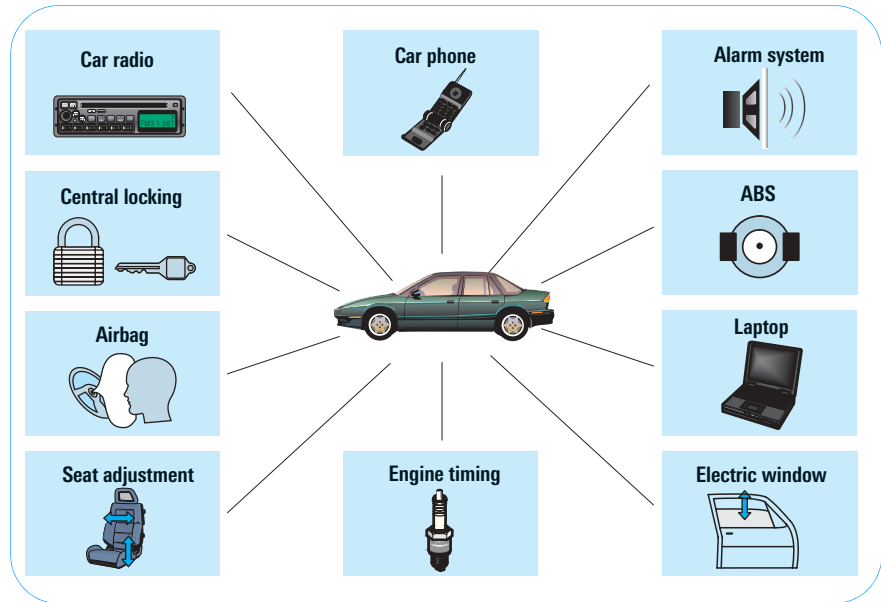 Car radio
Car phone
Alarm system
Central locking
ABS
Airbag
Laptop
Seat adjustment
Engine timing
Electric window